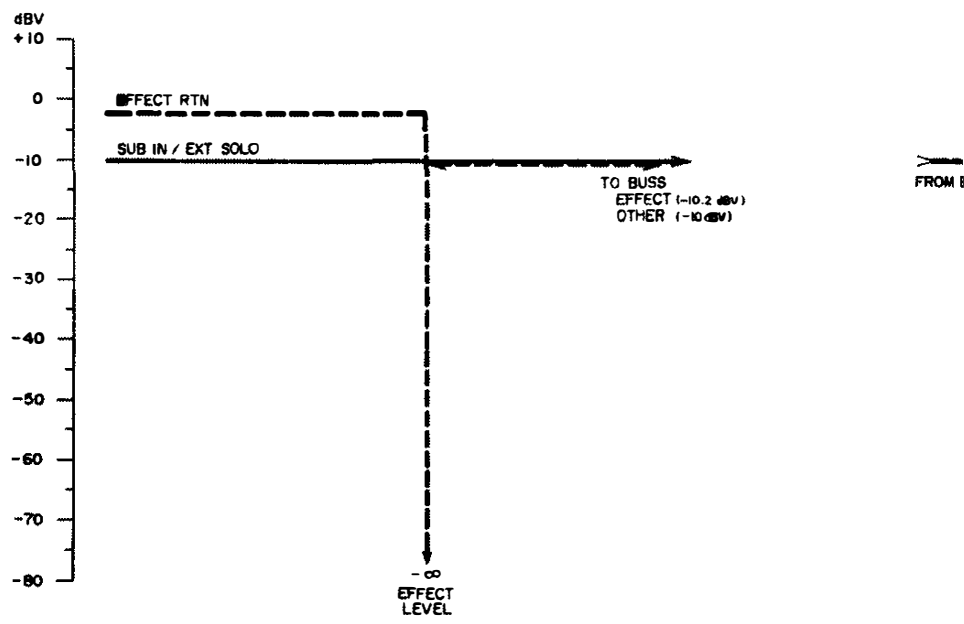 dBV
+10
0
-10
-20
-30
-40
-50
-60
-70
-80
EFFECT RTN
SUB IN / EXT SOLO
TO BUSS
EFFECT (-10.2 dBV)
OTHER (-10 dBV)
FROM
-∞
EFFECT
LEVEL